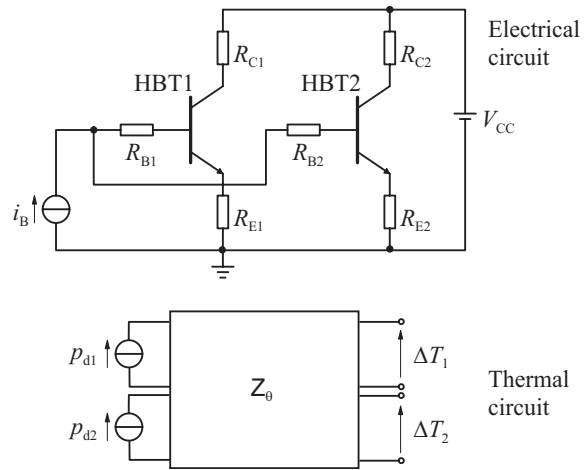 Electrical
circuit
R_C1
R_C2
HBT1
HBT2
V_CC
R_B1
R_B2
i_B
R_E1
R_E2
p_d1
ΔT_1
Z_θ
Thermal
circuit
p_d2
ΔT_2